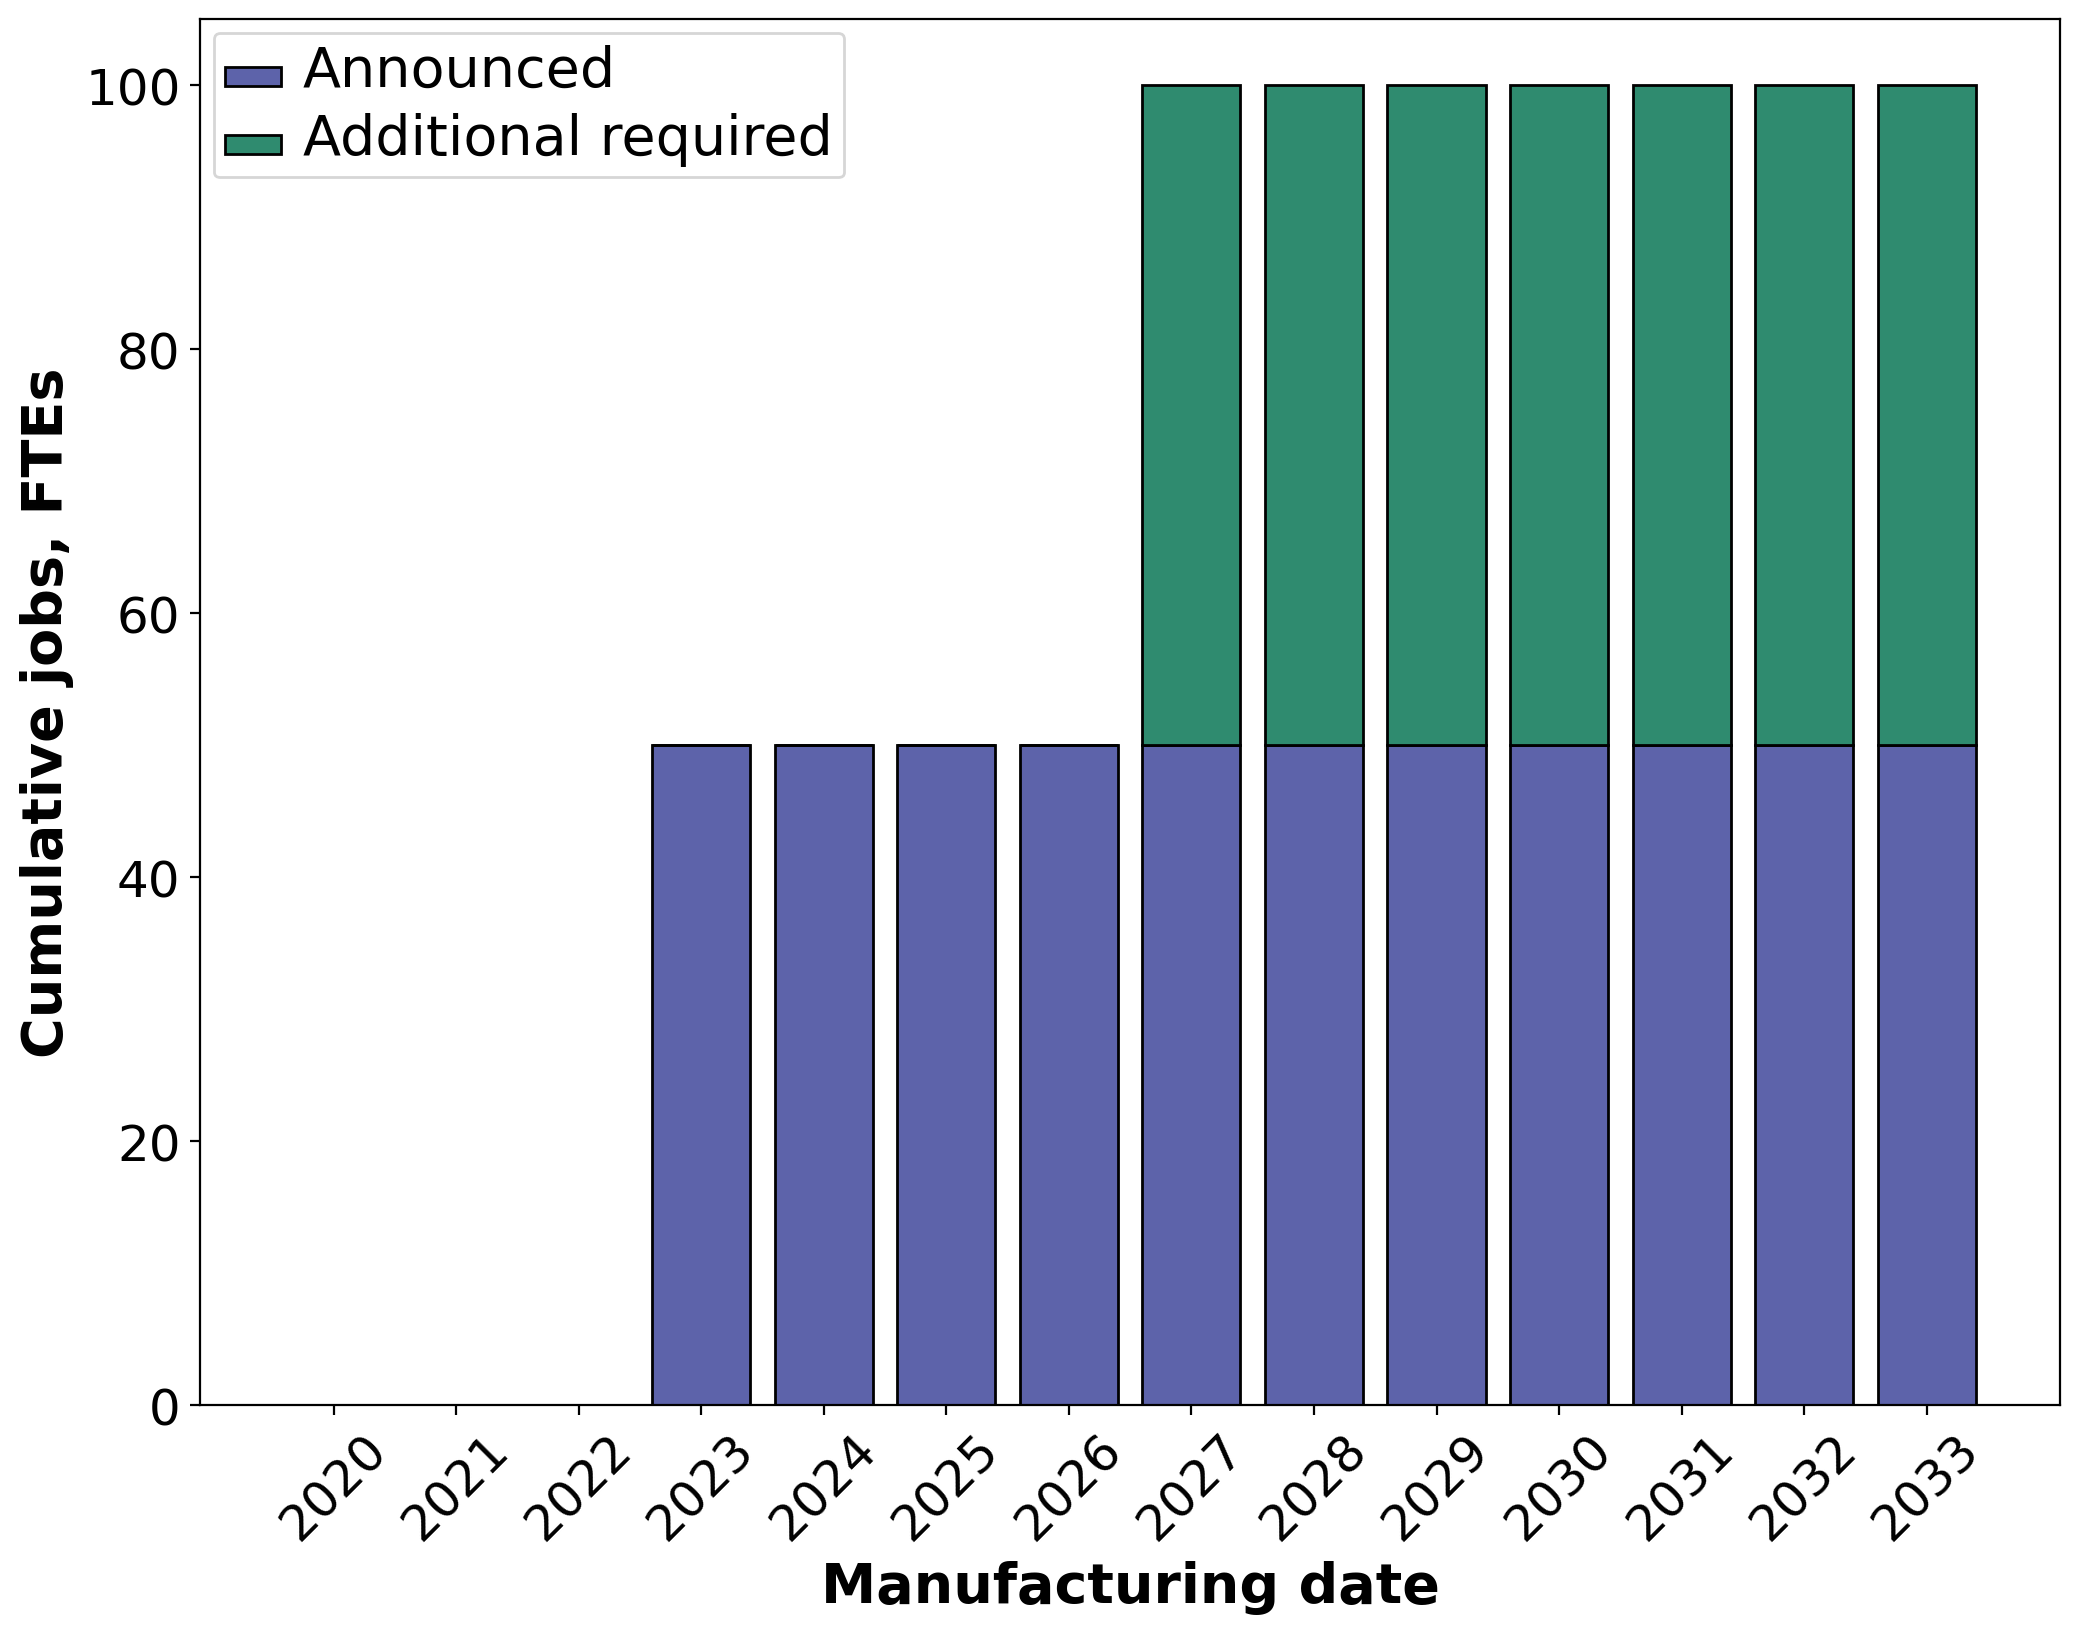 Announced
Additional required
Cumulative jobs, FTEs
100
80
60
40
20
0
2020 2021 2022 2023 2024 2025 2026 2027 2028 2029 2030 2031 2032 2033
Manufacturing date